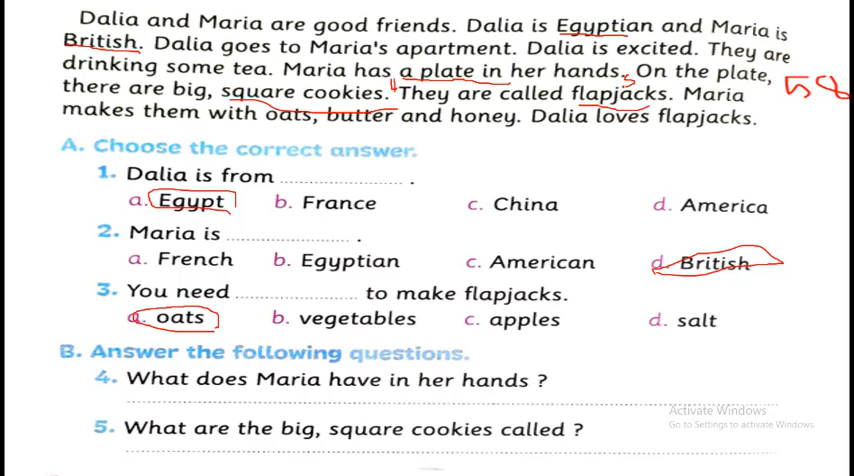 Dalia and Maria are good friends. Dalia is Egyptian and Maria is
British. Dalia goes to Maria's apartment. Dalia is excited. They are
drinking some tea. Maria has a plate in her hands. On the plate,
there are big, square cookies. They are called flapjacks. Maria
makes them with oats, butter and honey. Dalia loves flapjacks.
58
A. Choose the correct answer.
1. Dalia is from .................... .
a. Egypt b. France c. China d. America
2. Maria is .................... .
a. French b. Egyptian c. American d. British
3. You need .................... to make flapjacks.
a. oats b. vegetables c. apples d. salt
B. Answer the following questions.
4. What does Maria have in her hands ?
5. What are the big, square cookies called ?
Activate Windows
Go to Settings to activate Windows.